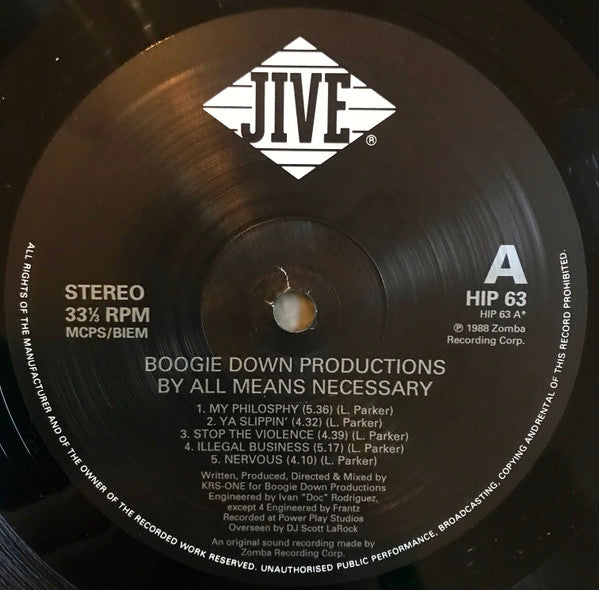 JIVE®
STEREO
33⅓ RPM
MCPS/BIEM
A
HIP 63
HIP 63 A*
℗ 1988 Zomba
Recording Corp.
BOOGIE DOWN PRODUCTIONS
BY ALL MEANS NECESSARY
1. MY PHILOSPHY (5.36) (L. Parker)
2. YA SLIPPIN' (4.32) (L. Parker)
3. STOP THE VIOLENCE (4.39) (L. Parker)
4. ILLEGAL BUSINESS (5.17) (L. Parker)
5. NERVOUS (4.10) (L. Parker)
Written, Produced, Directed & Mixed by
KRS-ONE for Boogie Down Productions
Engineered by Ivan "Doc" Rodriguez,
except 4 Engineered by Frantz
Recorded at Power Play Studios
Overseen by DJ Scott LaRock
An original sound recording made by
Zomba Recording Corp.
ALL RIGHTS OF THE MANUFACTURER AND OF THE OWNER OF THE RECORDED WORK RESERVED. UNAUTHORISED PUBLIC PERFORMANCE, BROADCASTING, COPYING ANDRENTAL OF THIS RECORD PROHIBITED.